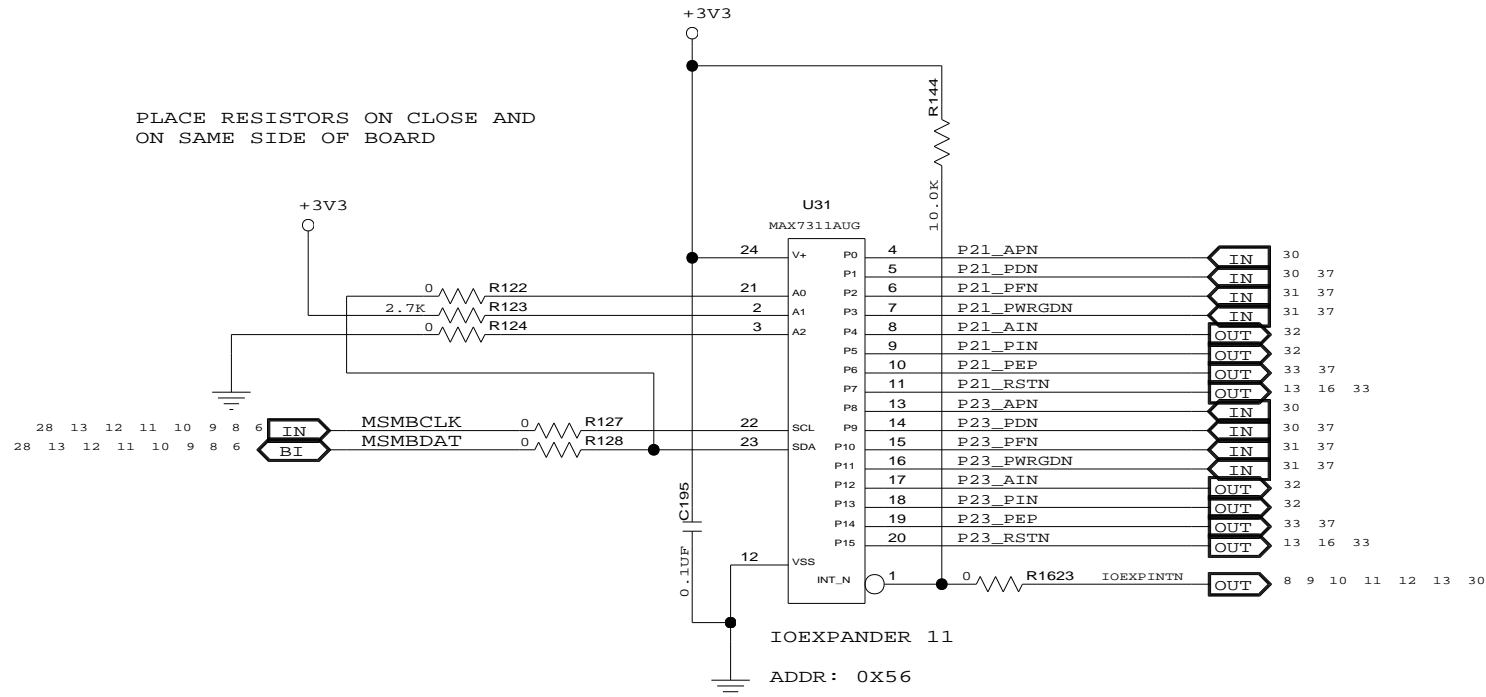 +3V3
PLACE RESISTORS ON CLOSE AND
ON SAME SIDE OF BOARD
R144
10.0K
+3V3
U31
MAX7311AUG
24 V+ P0 4 P21_APN IN 30
P1 5 P21_PDN IN 30 37
0 R122 21 A0 P2 6 P21_PFN IN 31 37
2.7K R123 2 A1 P3 7 P21_PWRGDN IN 31 37
0 R124 3 A2 P4 8 P21_AIN OUT 32
P5 9 P21_PIN OUT 32
P6 10 P21_PEP OUT 33 37
P7 11 P21_RSTN OUT 13 16 33
P8 13 P23_APN IN 30
28 13 12 11 10 9 8 6 IN MSMBCLK 0 R127 22 SCL P9 14 P23_PDN IN 30 37
28 13 12 11 10 9 8 6 BI MSMBDAT 0 R128 23 SDA P10 15 P23_PFN IN 31 37
P11 16 P23_PWRGDN IN 31 37
P12 17 P23_AIN OUT 32
P13 18 P23_PIN OUT 32
P14 19 P23_PEP OUT 33 37
P15 20 P23_RSTN OUT 13 16 33
C195
0.1UF
12 VSS
INT_N 1 0 R1623 IOEXPINTN OUT 8 9 10 11 12 13 30
IOEXPANDER 11
ADDR: 0X56